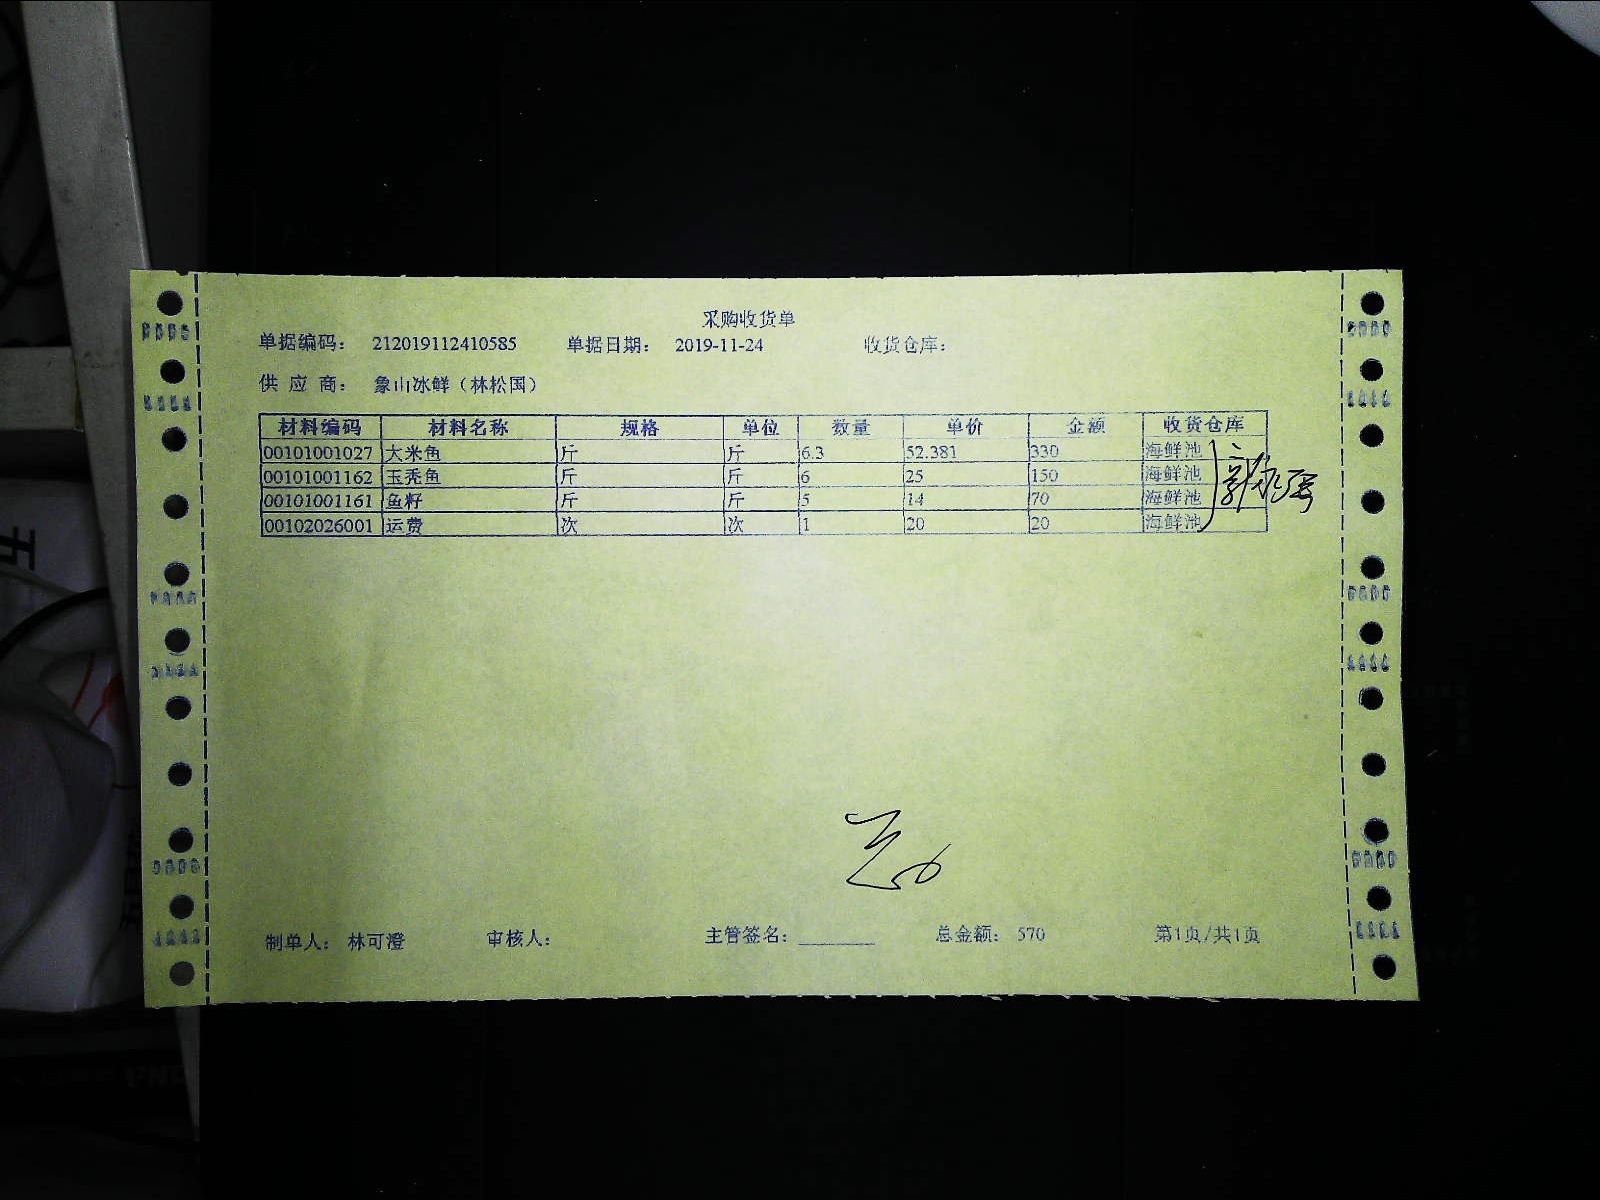 采购收货单
单据编码： 212019112410585 单据日期： 2019-11-24 收货仓库：
供 应 商： 象山冰鲜（林松国）
材料编码 材料名称 规格 单位 数量 单价 金额 收货仓库
00101001027 大米鱼 斤 斤 6.3 52.381 330 海鲜池
00101001162 玉秃鱼 斤 斤 6 25 150 海鲜池
00101001161 鱼籽 斤 斤 5 14 70 海鲜池
00102026001 运费 次 次 1 20 20 海鲜池
制单人： 林可澄 审核人： 主管签名：________ 总金额： 570 第1页/共1页